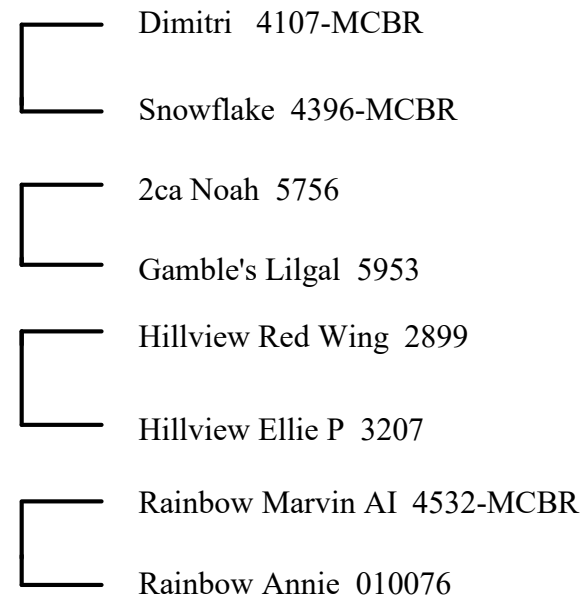 Dimitri 4107-MCBR
Snowflake 4396-MCBR
2ca Noah 5756
Gamble's Lilgal 5953
Hillview Red Wing 2899
Hillview Ellie P 3207
Rainbow Marvin AI 4532-MCBR
Rainbow Annie 010076